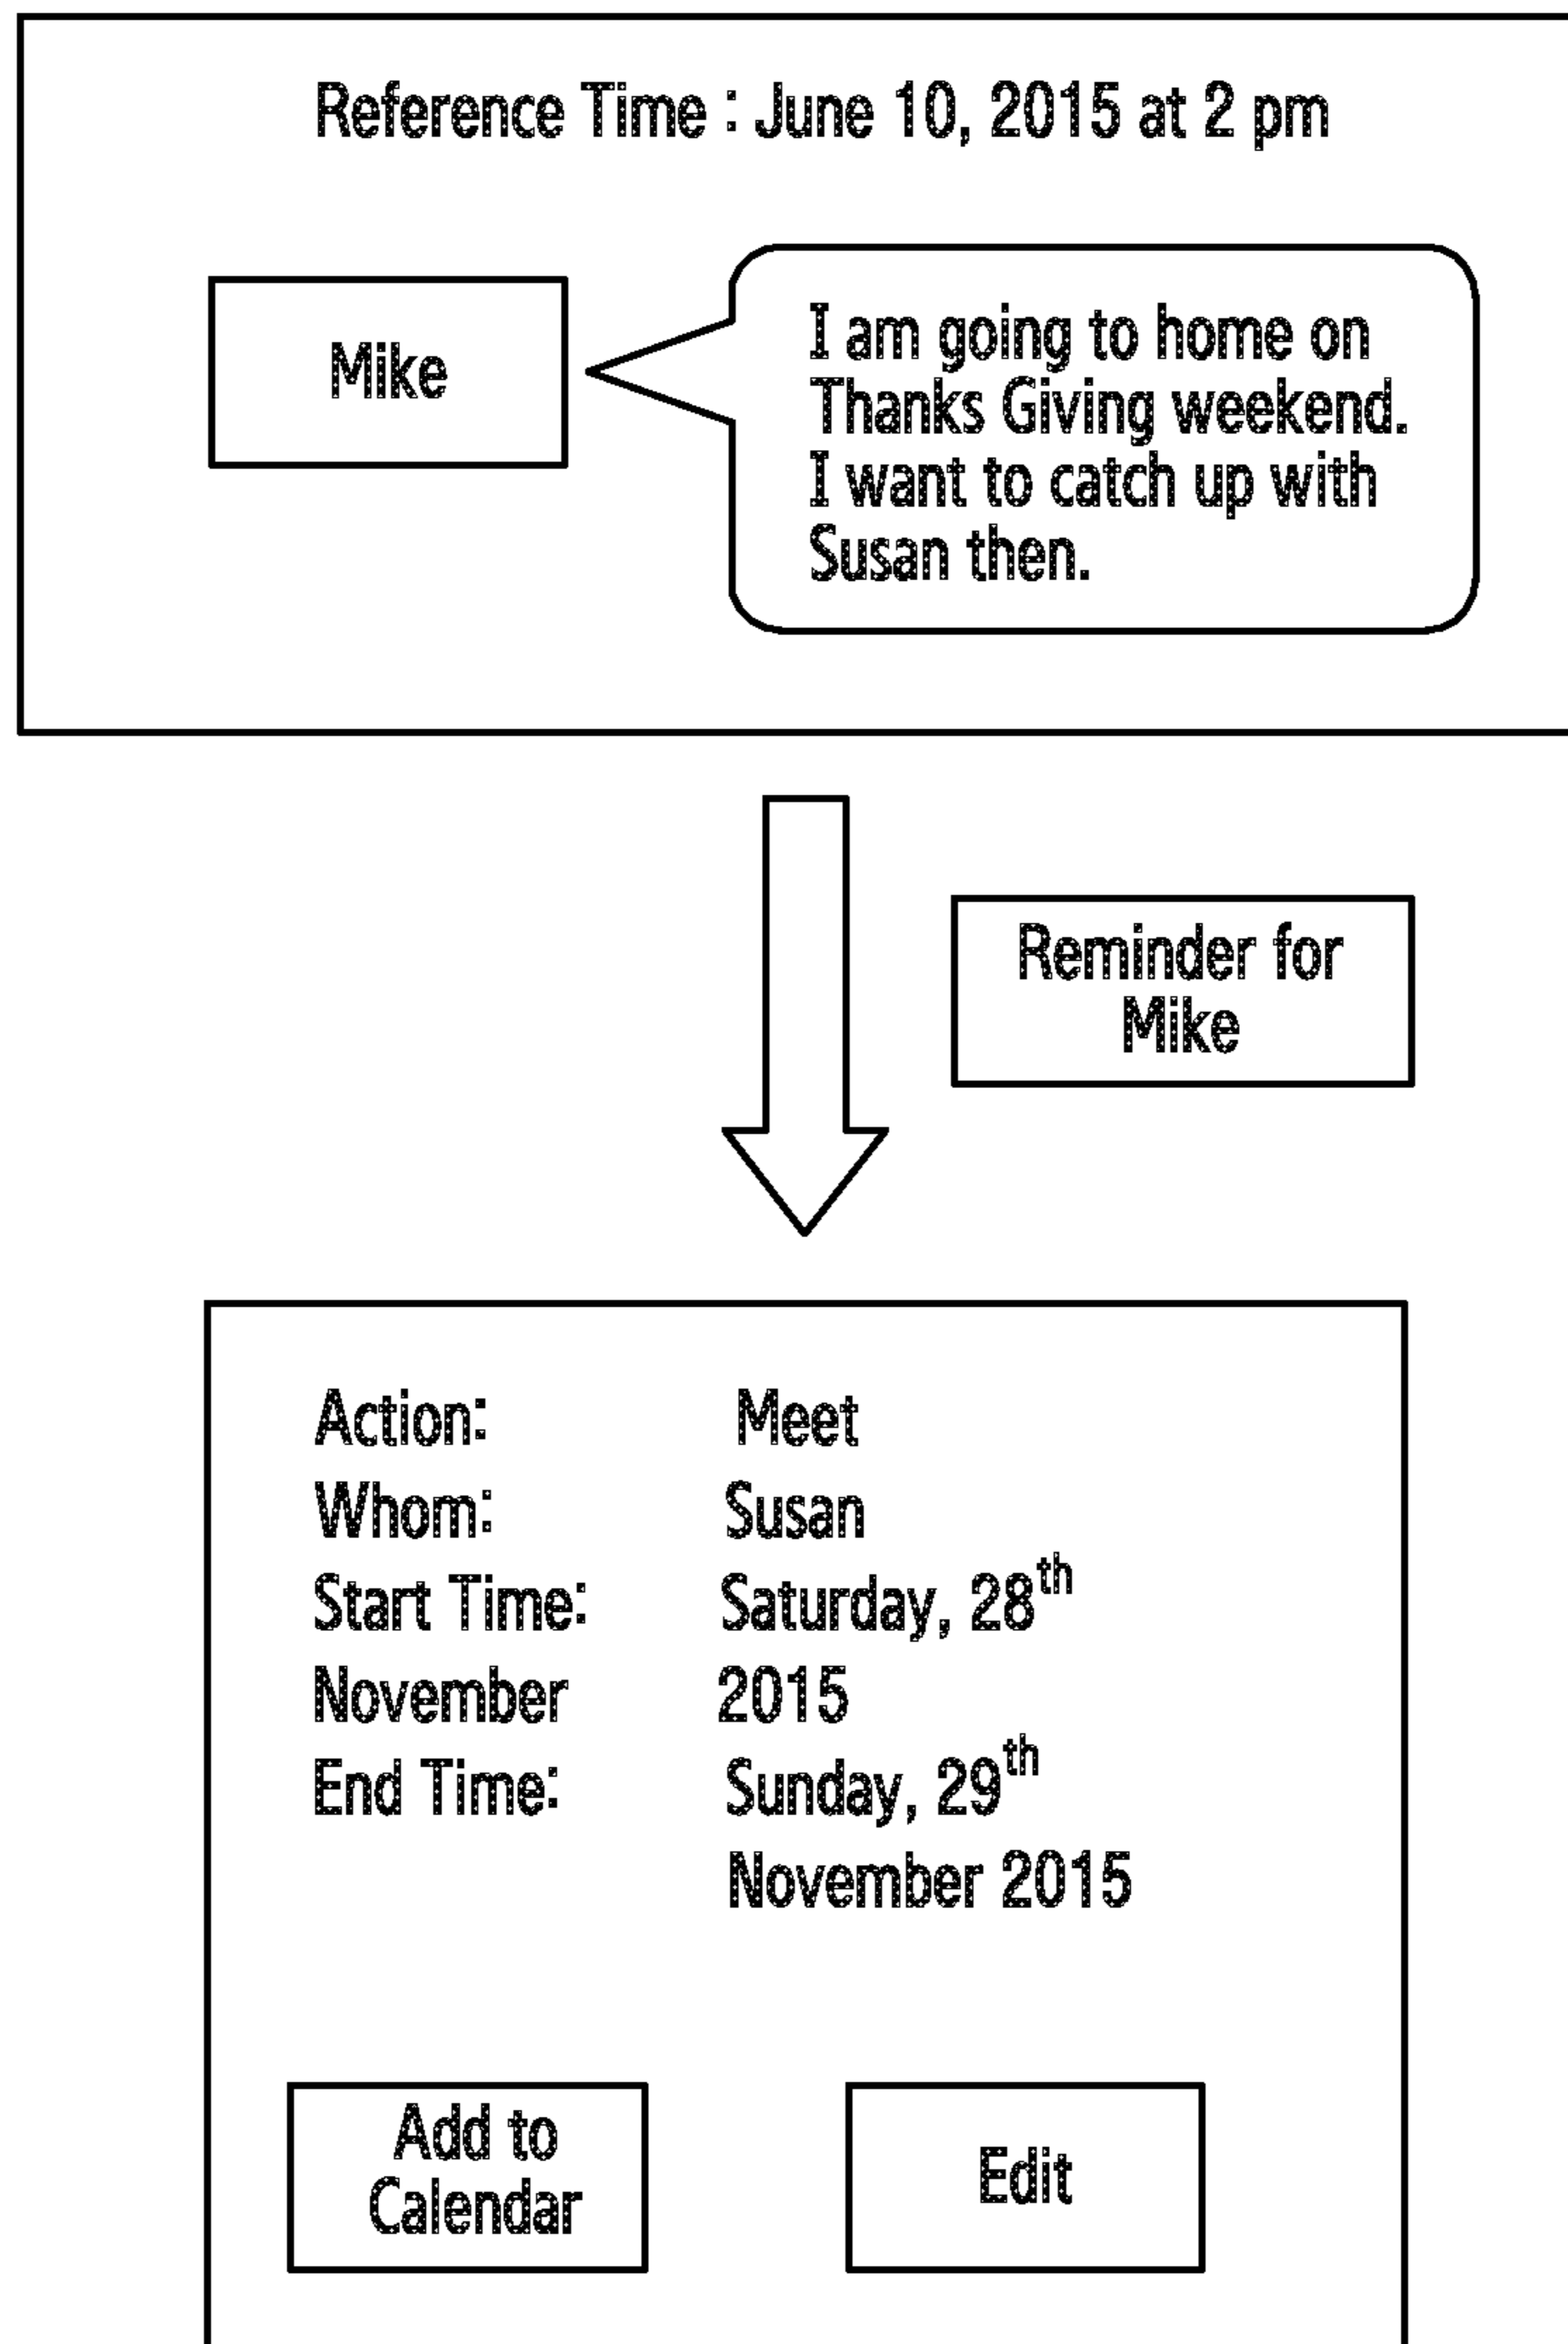 Reference Time : June 10, 2015 at 2 pm
Mike
I am going to home on
Thanks Giving weekend.
I want to catch up with
Susan then.
Reminder for
Mike
Action: Meet
Whom: Susan
Start Time: Saturday, 28th
November 2015
End Time: Sunday, 29th
November 2015
Add to
Calendar
Edit